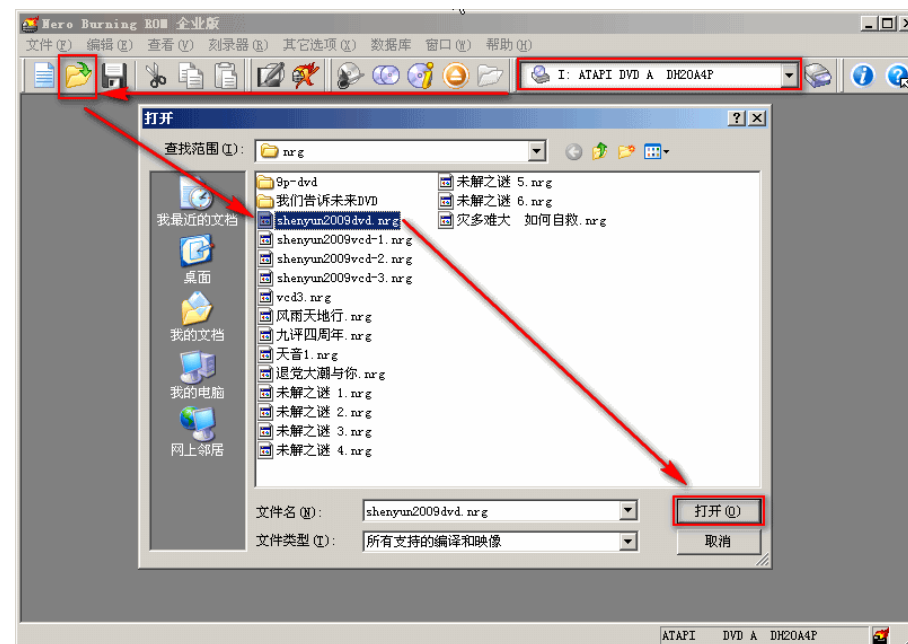 Nero Burning ROM 企业版
文件(F) 编辑(E) 查看(V) 刻录器(R) 其它选项(X) 数据库 窗口(W) 帮助(H)
I: ATAPI DVD A DH20A4P
打开
查找范围(I): nrg
我最近的文档
桌面
我的文档
我的电脑
网上邻居
9p-dvd
我们告诉未来DVD
shenyun2009dvd.nrg
shenyun2009vcd-1.nrg
shenyun2009vcd-2.nrg
shenyun2009vcd-3.nrg
vcd3.nrg
风雨天地行.nrg
九评四周年.nrg
天音1.nrg
退党大潮与你.nrg
未解之谜 1.nrg
未解之谜 2.nrg
未解之谜 3.nrg
未解之谜 4.nrg
未解之谜 5.nrg
未解之谜 6.nrg
灾多难大 如何自救.nrg
文件名(N): shenyun2009dvd.nrg 打开(O)
文件类型(T): 所有支持的编译和映像 取消
ATAPI DVD A DH20A4P